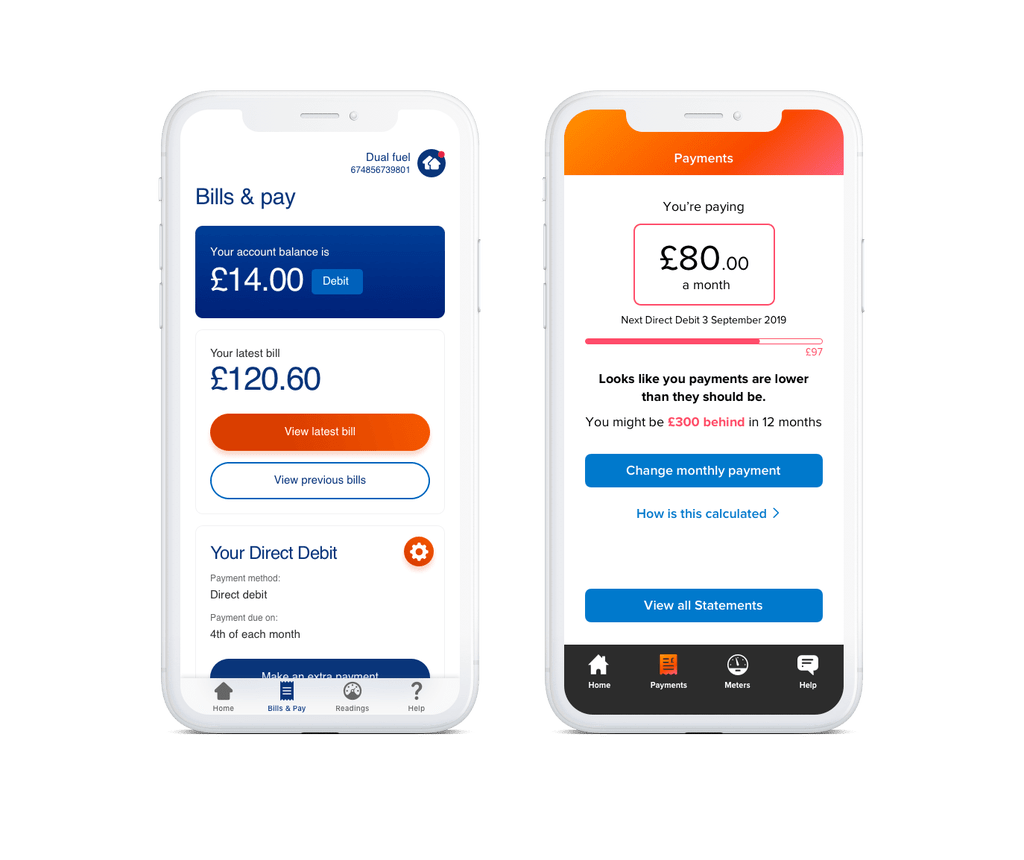 Dual fuel
674856739801
Bills & pay
Your account balance is
£14.00 Debit
Your latest bill
£120.60
View latest bill
View previous bills
Your Direct Debit
Payment method:
Direct debit
Payment due on:
4th of each month
Make an extra payment
Home Bills & Pay Readings Help
Payments
You're paying
£80.00
a month
Next Direct Debit 3 September 2019
£97
Looks like you payments are lower
than they should be.
You might be £300 behind in 12 months
Change monthly payment
How is this calculated
View all Statements
Home Payments Meters Help